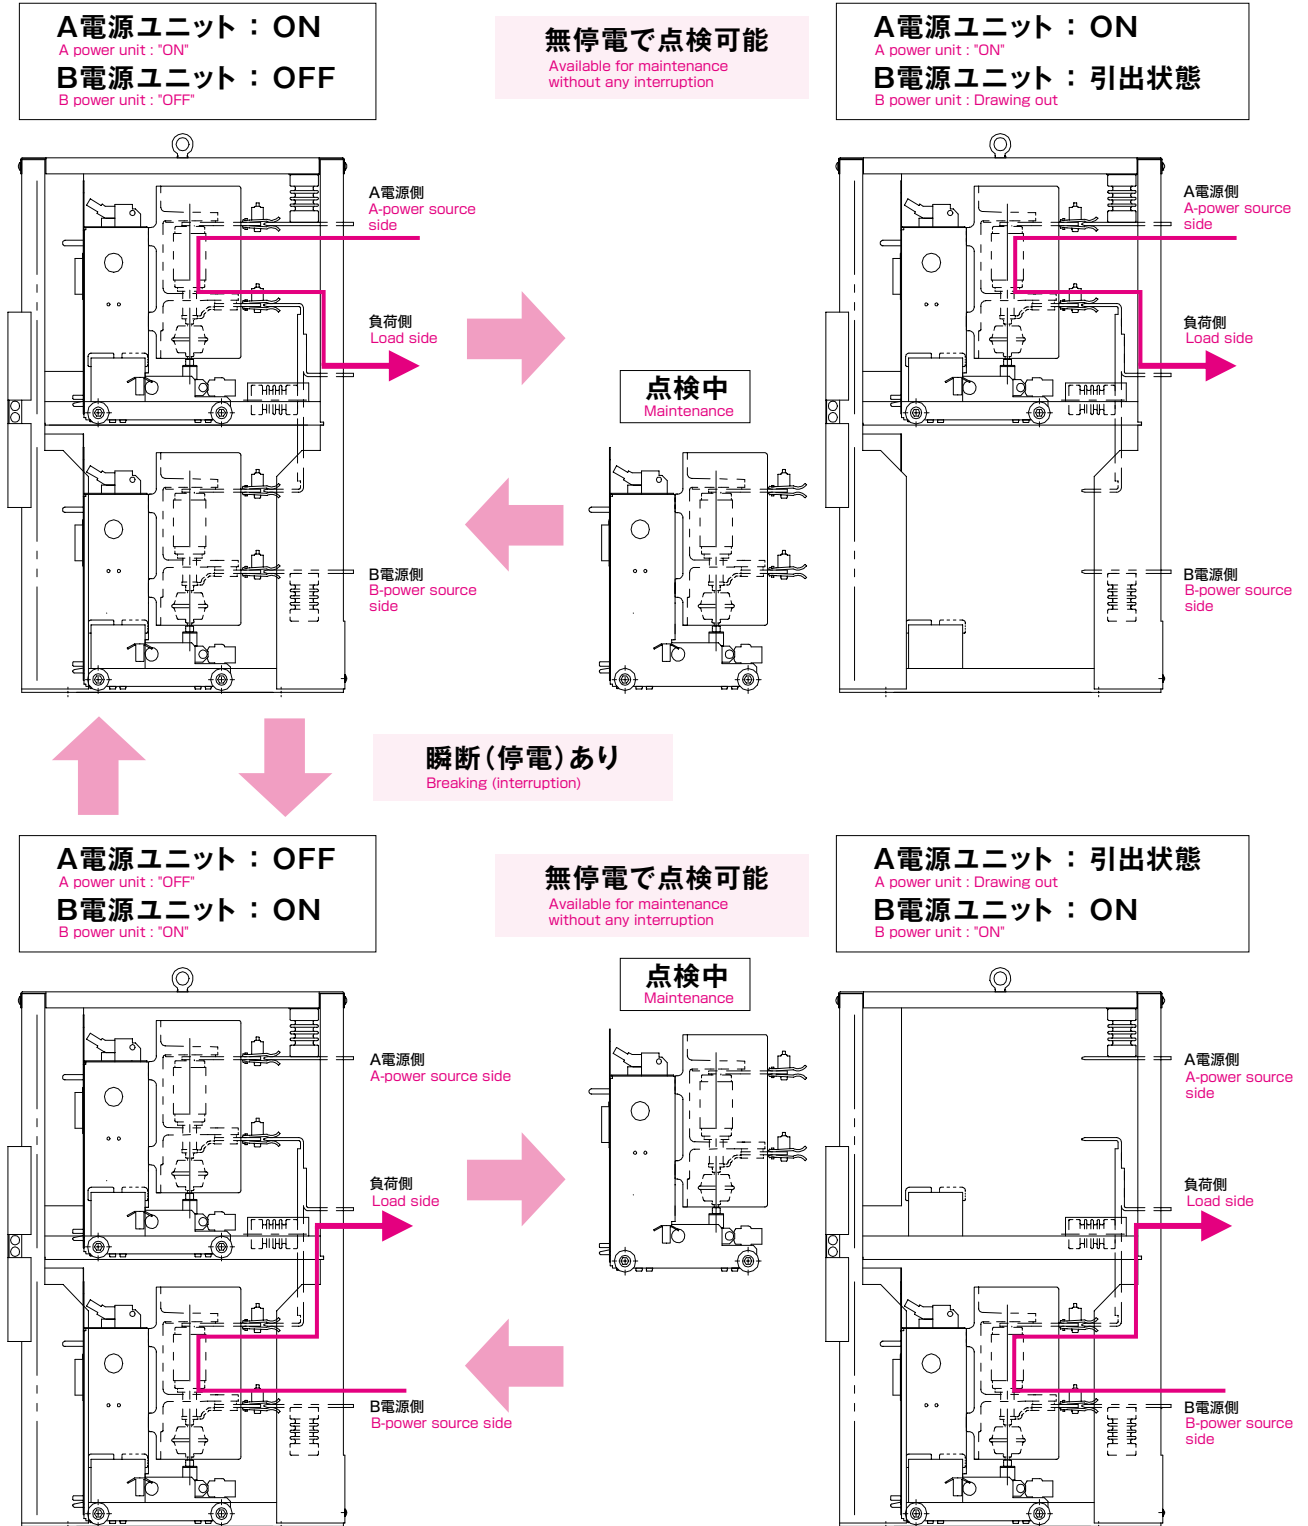 A電源ユニット：ON
A power unit : "ON"
B電源ユニット：OFF
B power unit : "OFF"
無停電で点検可能
Available for maintenance
without any interruption
A電源ユニット：ON
A power unit : "ON"
B電源ユニット：引出状態
B power unit : Drawing out
A電源側
A-power source
side
負荷側
Load side
B電源側
B-power source
side
点検中
Maintenance
A電源側
A-power source
side
負荷側
Load side
B電源側
B-power source
side
瞬断（停電）あり
Breaking (interruption)
A電源ユニット：OFF
A power unit : "OFF"
B電源ユニット：ON
B power unit : "ON"
無停電で点検可能
Available for maintenance
without any interruption
A電源ユニット：引出状態
A power unit : Drawing out
B電源ユニット：ON
B power unit : "ON"
A電源側
A-power source side
負荷側
Load side
B電源側
B-power source side
点検中
Maintenance
A電源側
A-power source
side
負荷側
Load side
B電源側
B-power source
side